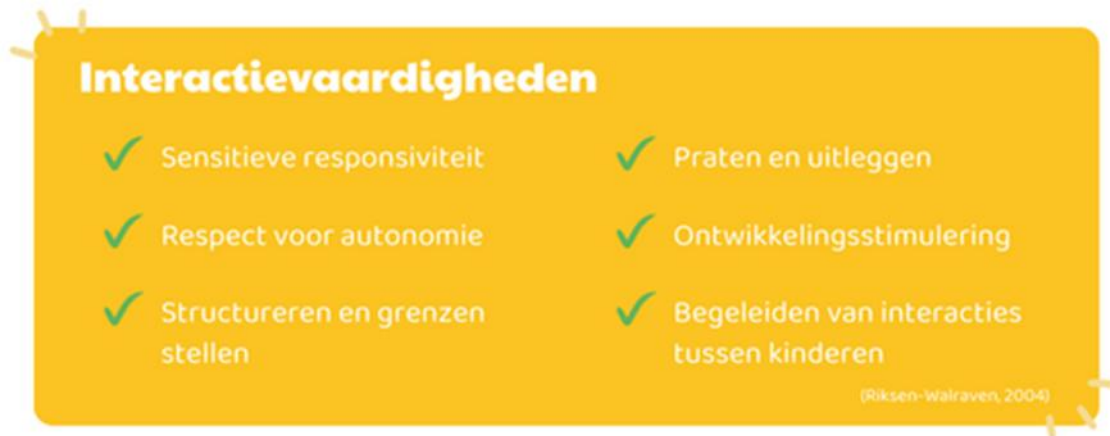 Interactievaardigheden
Sensitieve responsiviteit
Respect voor autonomie
Structureren en grenzen
stellen
Praten en uitleggen
Ontwikkelingsstimulering
Begeleiden van interacties
tussen kinderen
(Riksen-Walraven, 2004)